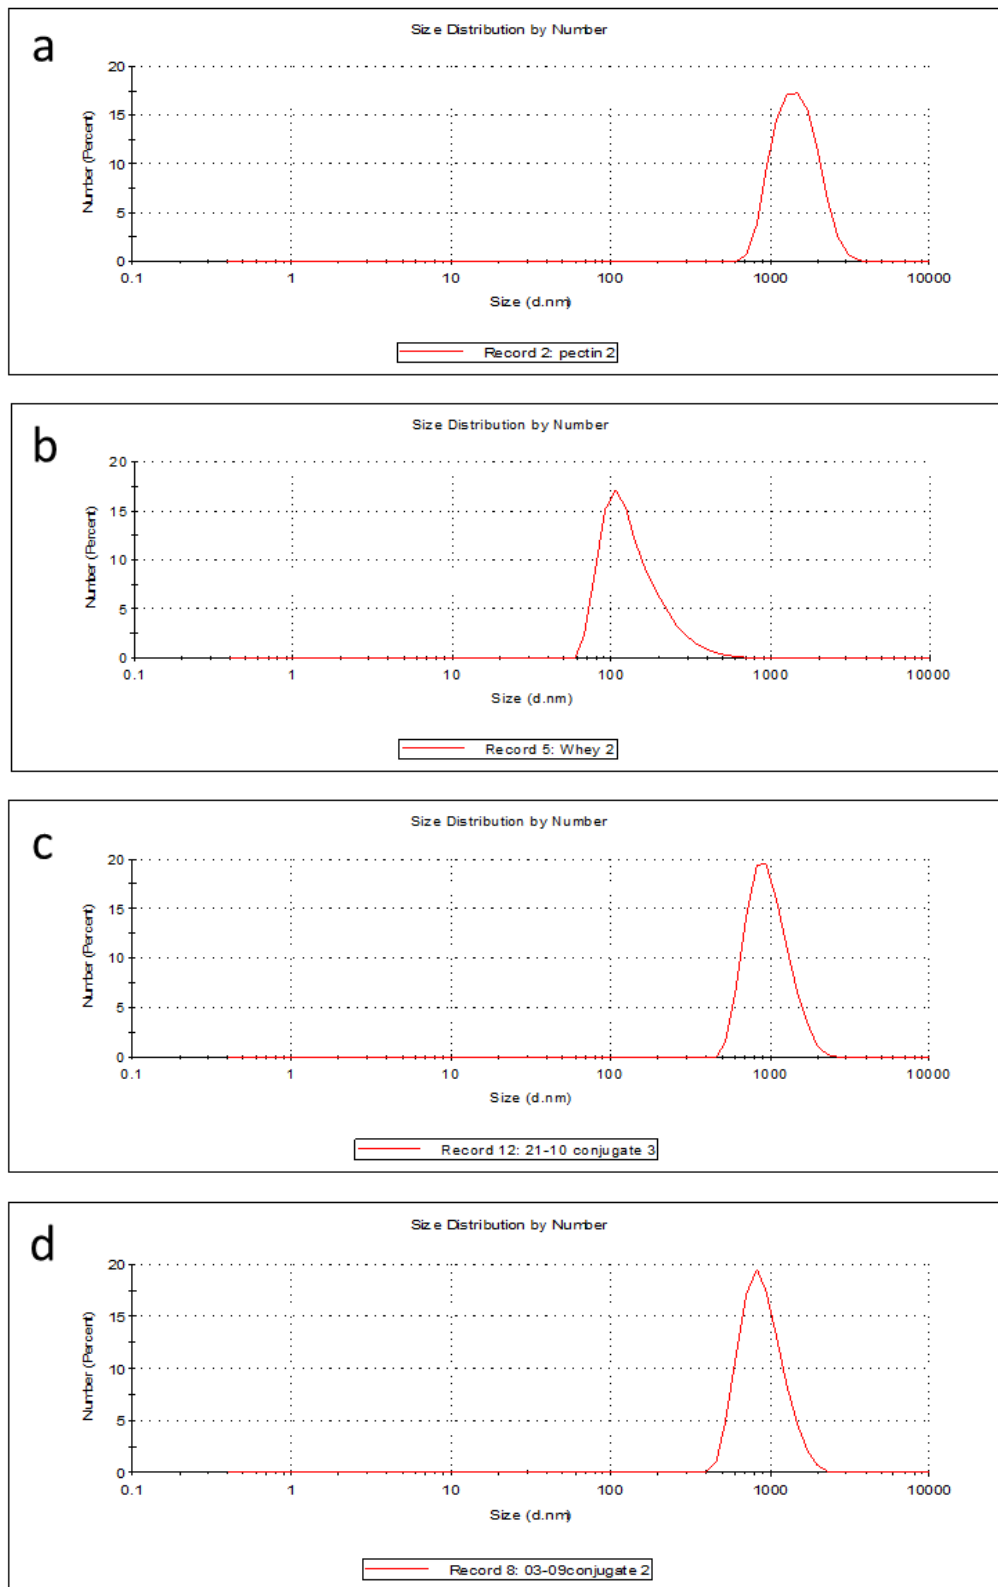 a
Size Distribution by Number
20
15
10
5
0
Number (Percent)
0.1 1 10 100 1000 10000
Size (d.nm)
Record 2: pectin 2
b
Size Distribution by Number
20
15
10
5
0
Number (Percent)
0.1 1 10 100 1000 10000
Size (d.nm)
Record 5: Whey 2
c
Size Distribution by Number
20
15
10
5
0
Number (Percent)
0.1 1 10 100 1000 10000
Size (d.nm)
Record 12: 21-10 conjugate 3
d
Size Distribution by Number
20
15
10
5
0
Number (Percent)
0.1 1 10 100 1000 10000
Size (d.nm)
Record 8: 03-09conjugate 2